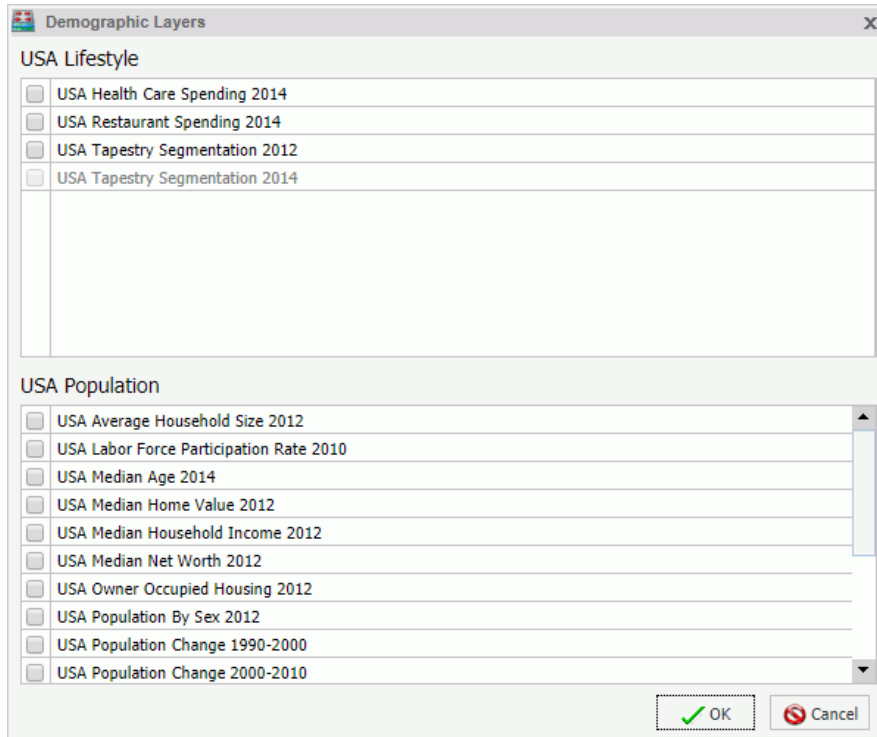 Demographic Layers
x
USA Lifestyle
USA Health Care Spending 2014
USA Restaurant Spending 2014
USA Tapestry Segmentation 2012
USA Tapestry Segmentation 2014
USA Population
USA Average Household Size 2012
USA Labor Force Participation Rate 2010
USA Median Age 2014
USA Median Home Value 2012
USA Median Household Income 2012
USA Median Net Worth 2012
USA Owner Occupied Housing 2012
USA Population By Sex 2012
USA Population Change 1990-2000
USA Population Change 2000-2010
OK Cancel